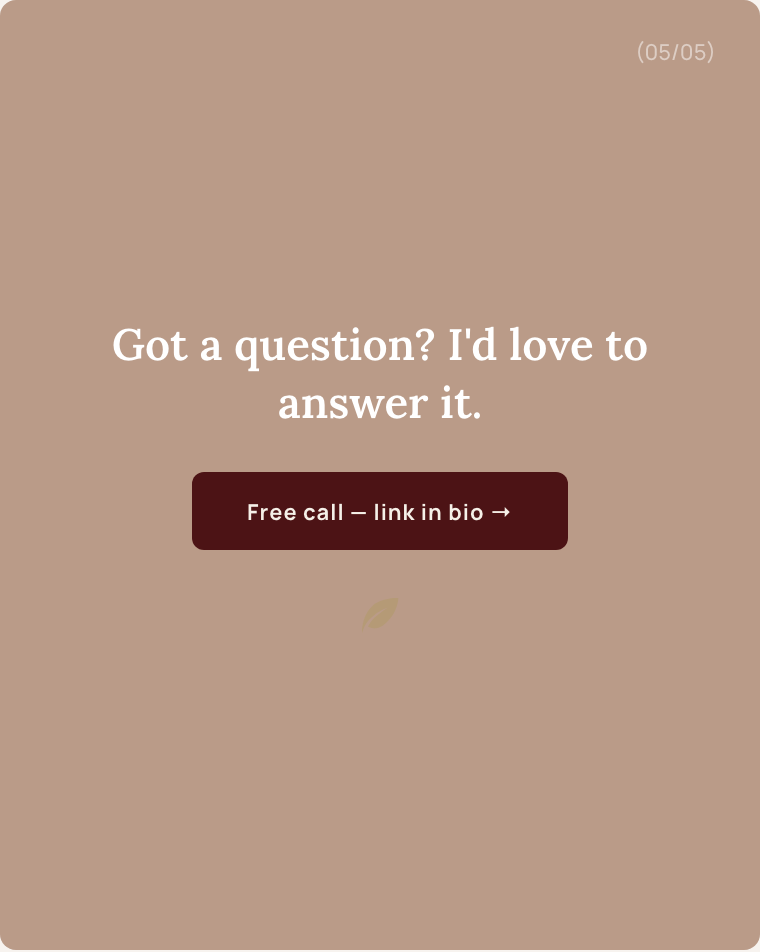 (05/05)
Got a question? I'd love to
answer it.
Free call — link in bio →